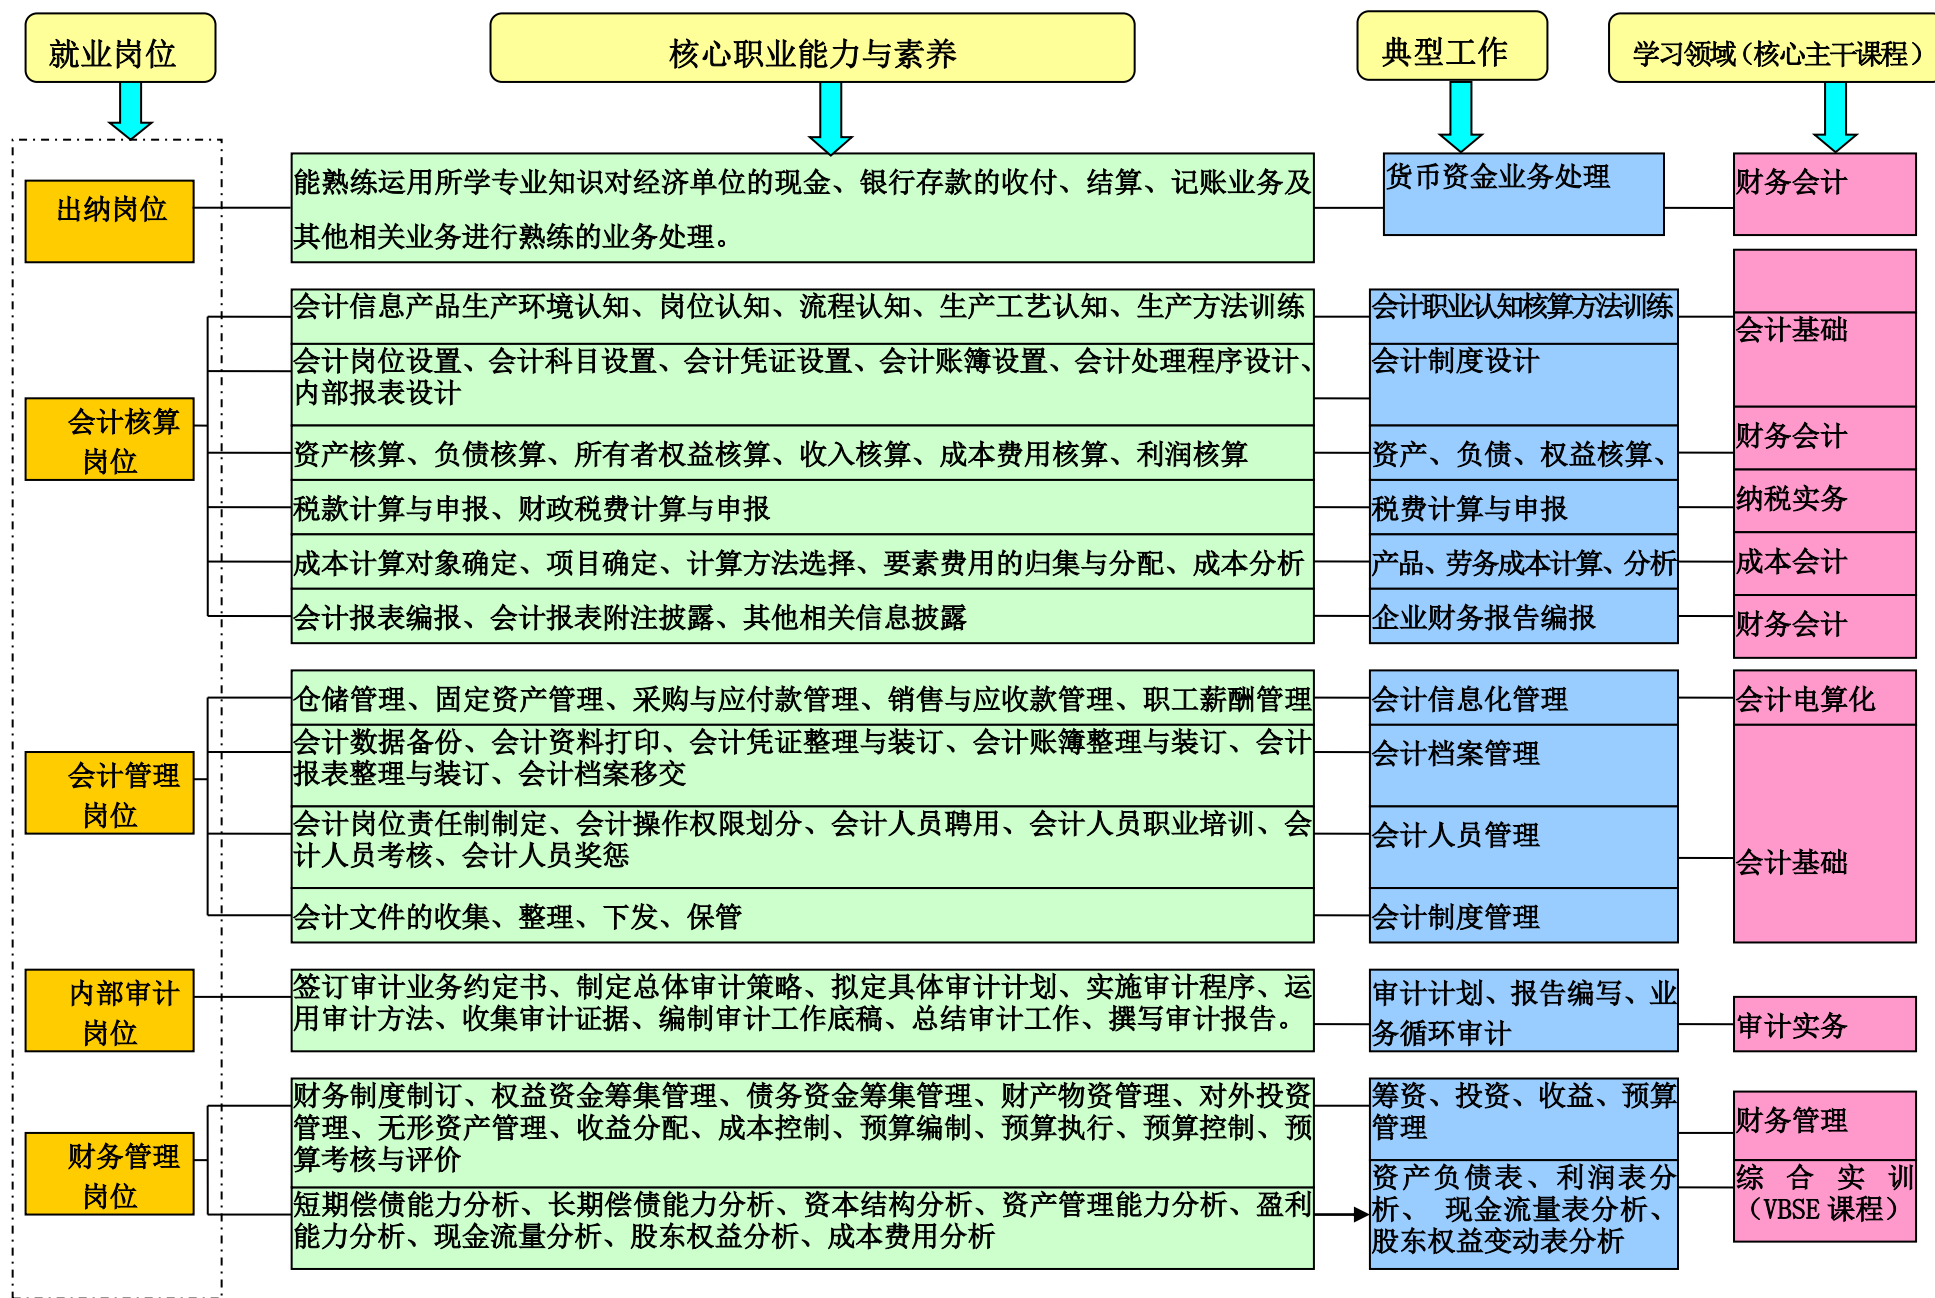 就业岗位
核心职业能力与素养
典型工作
学习领域（核心主干课程）
出纳岗位
能熟练运用所学专业知识对经济单位的现金、银行存款的收付、结算、记账业务及
其他相关业务进行熟练的业务处理。
货币资金业务处理
财务会计
会计核算
岗位
会计信息产品生产环境认知、岗位认知、流程认知、生产工艺认知、生产方法训练
会计职业认知核算方法训练
会计基础
会计岗位设置、会计科目设置、会计凭证设置、会计账簿设置、会计处理程序设计、
内部报表设计
会计制度设计
资产核算、负债核算、所有者权益核算、收入核算、成本费用核算、利润核算
资产、负债、权益核算、
财务会计
税款计算与申报、财政税费计算与申报
税费计算与申报
纳税实务
成本计算对象确定、项目确定、计算方法选择、要素费用的归集与分配、成本分析
产品、劳务成本计算、分析
成本会计
会计报表编报、会计报表附注披露、其他相关信息披露
企业财务报告编报
财务会计
会计管理
岗位
仓储管理、固定资产管理、采购与应付款管理、销售与应收款管理、职工薪酬管理
会计信息化管理
会计电算化
会计数据备份、会计资料打印、会计凭证整理与装订、会计账簿整理与装订、会计
报表整理与装订、会计档案移交
会计档案管理
会计岗位责任制制定、会计操作权限划分、会计人员聘用、会计人员职业培训、会
计人员考核、会计人员奖惩
会计人员管理
会计基础
会计文件的收集、整理、下发、保管
会计制度管理
内部审计
岗位
签订审计业务约定书、制定总体审计策略、拟定具体审计计划、实施审计程序、运
用审计方法、收集审计证据、编制审计工作底稿、总结审计工作、撰写审计报告。
审计计划、报告编写、业
务循环审计
审计实务
财务管理
岗位
财务制度制订、权益资金筹集管理、债务资金筹集管理、财产物资管理、对外投资
管理、无形资产管理、收益分配、成本控制、预算编制、预算执行、预算控制、预
算考核与评价
筹资、投资、收益、预算
管理
财务管理
短期偿债能力分析、长期偿债能力分析、资本结构分析、资产管理能力分析、盈利
能力分析、现金流量分析、股东权益分析、成本费用分析
资产负债表、利润表分
析、 现金流量表分析、
股东权益变动表分析
综 合 实 训
（VBSE 课程）